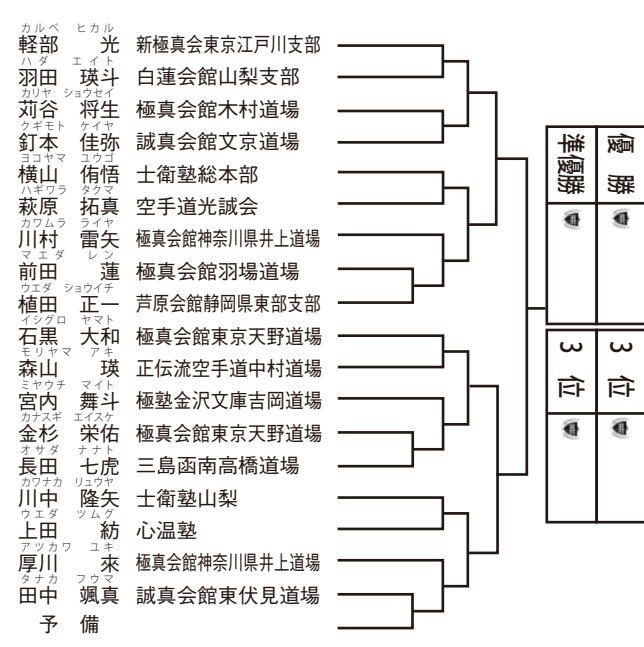 カルベ ヒカル
軽部 光 新極真会東京江戸川支部
ハダ エイト
羽田 瑛斗 白蓮会館山梨支部
カリヤ ショウセイ
苅谷 将生 極真会館木村道場
クギモト ケイヤ
釘本 佳弥 誠真会館文京道場
ヨコヤマ ユウゴ
横山 侑悟 士衛塾総本部
ハギワラ タクマ
萩原 拓真 空手道光誠会
カワムラ ライヤ
川村 雷矢 極真会館神奈川県井上道場
マエダ レン
前田 蓮 極真会館羽場道場
ウエダ ショウイチ
植田 正一 芦原会館静岡県東部支部
イシグロ ヤマト
石黒 大和 極真会館東京天野道場
モリヤマ アキ
森山 瑛 正伝流空手道中村道場
ミヤウチ マイト
宮内 舞斗 極塾金沢文庫吉岡道場
カナスギ エイスケ
金杉 栄佑 極真会館東京天野道場
オサダ ナナト
長田 七虎 三島函南高橋道場
カワナカ リュウヤ
川中 隆矢 士衛塾山梨
ウエダ ツムグ
上田 紡 心温塾
アツカワ ユキ
厚川 來 極真会館神奈川県井上道場
タナカ フウマ
田中 颯真 誠真会館東伏見道場
予備
優勝
準優勝
3位
3位